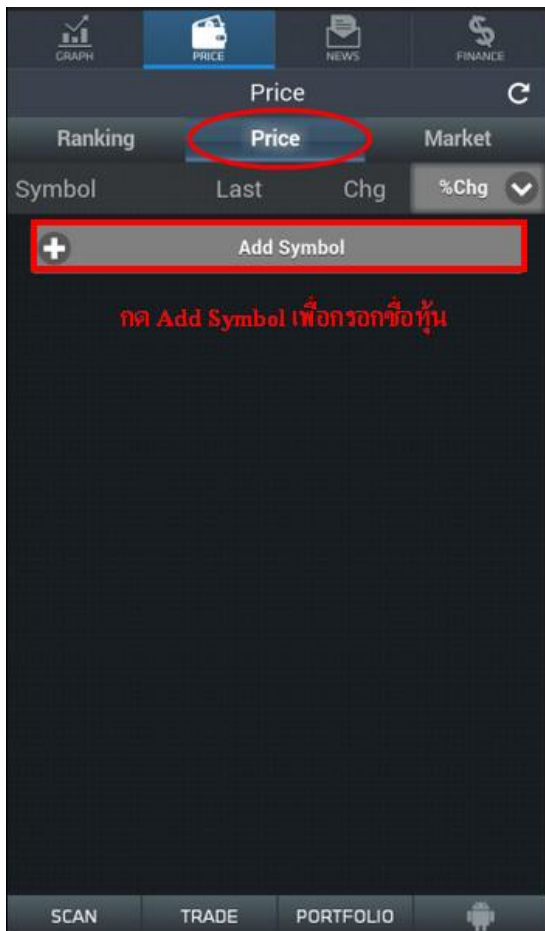 GRAPH PRICE NEWS FINANCE
Price
Ranking Price Market
Symbol Last Chg %Chg
Add Symbol
กด Add Symbol เพื่อกรอกชื่อหุ้น
SCAN TRADE PORTFOLIO